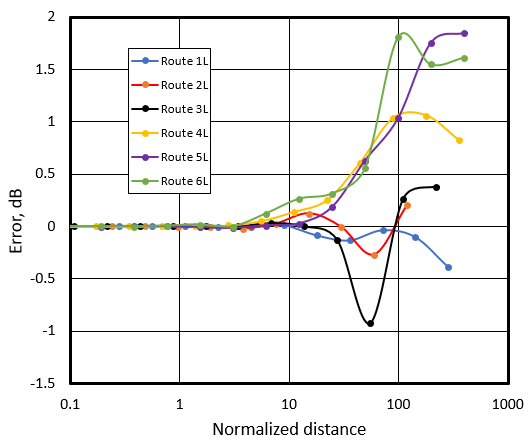 2
1.5
1
0.5
0
-0.5
-1
-1.5
Error, dB
Route 1L
Route 2L
Route 3L
Route 4L
Route 5L
Route 6L
0.1
1
10
100
1000
Normalized distance